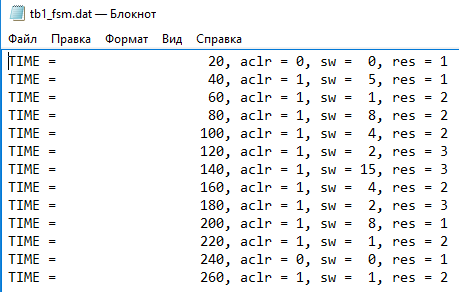 tb1_fsm.dat — Блокнот
Файл Правка Формат Вид Справка
TIME =                   20, aclr = 0, sw =  0, res = 1
TIME =                   40, aclr = 1, sw =  5, res = 1
TIME =                   60, aclr = 1, sw =  1, res = 2
TIME =                   80, aclr = 1, sw =  8, res = 2
TIME =                  100, aclr = 1, sw =  4, res = 2
TIME =                  120, aclr = 1, sw =  2, res = 3
TIME =                  140, aclr = 1, sw = 15, res = 3
TIME =                  160, aclr = 1, sw =  4, res = 2
TIME =                  180, aclr = 1, sw =  2, res = 3
TIME =                  200, aclr = 1, sw =  8, res = 1
TIME =                  220, aclr = 1, sw =  1, res = 2
TIME =                  240, aclr = 0, sw =  0, res = 1
TIME =                  260, aclr = 1, sw =  1, res = 2